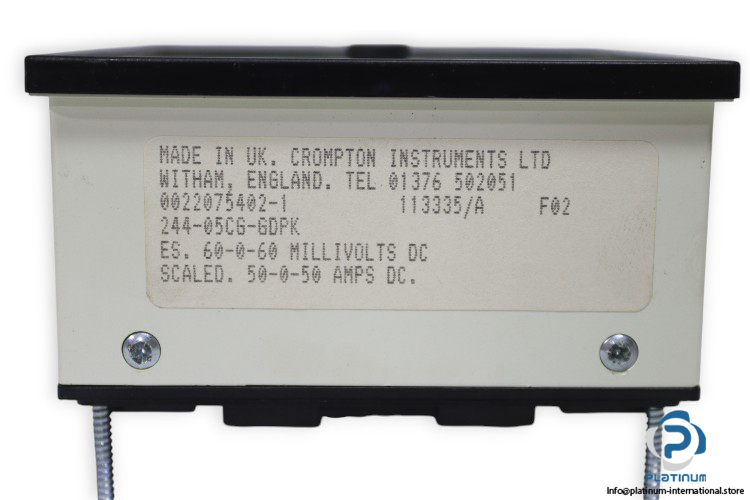 MADE IN UK. CROMPTON INSTRUMENTS LTD
WITHAM, ENGLAND. TEL 01376 502051
0022075402-1 113335/A F02
244-05CG-GDPK
ES. 60-0-60 MILLIVOLTS DC
SCALED. 50-0-50 AMPS DC.
PLATINUM
info@platinum-international.store